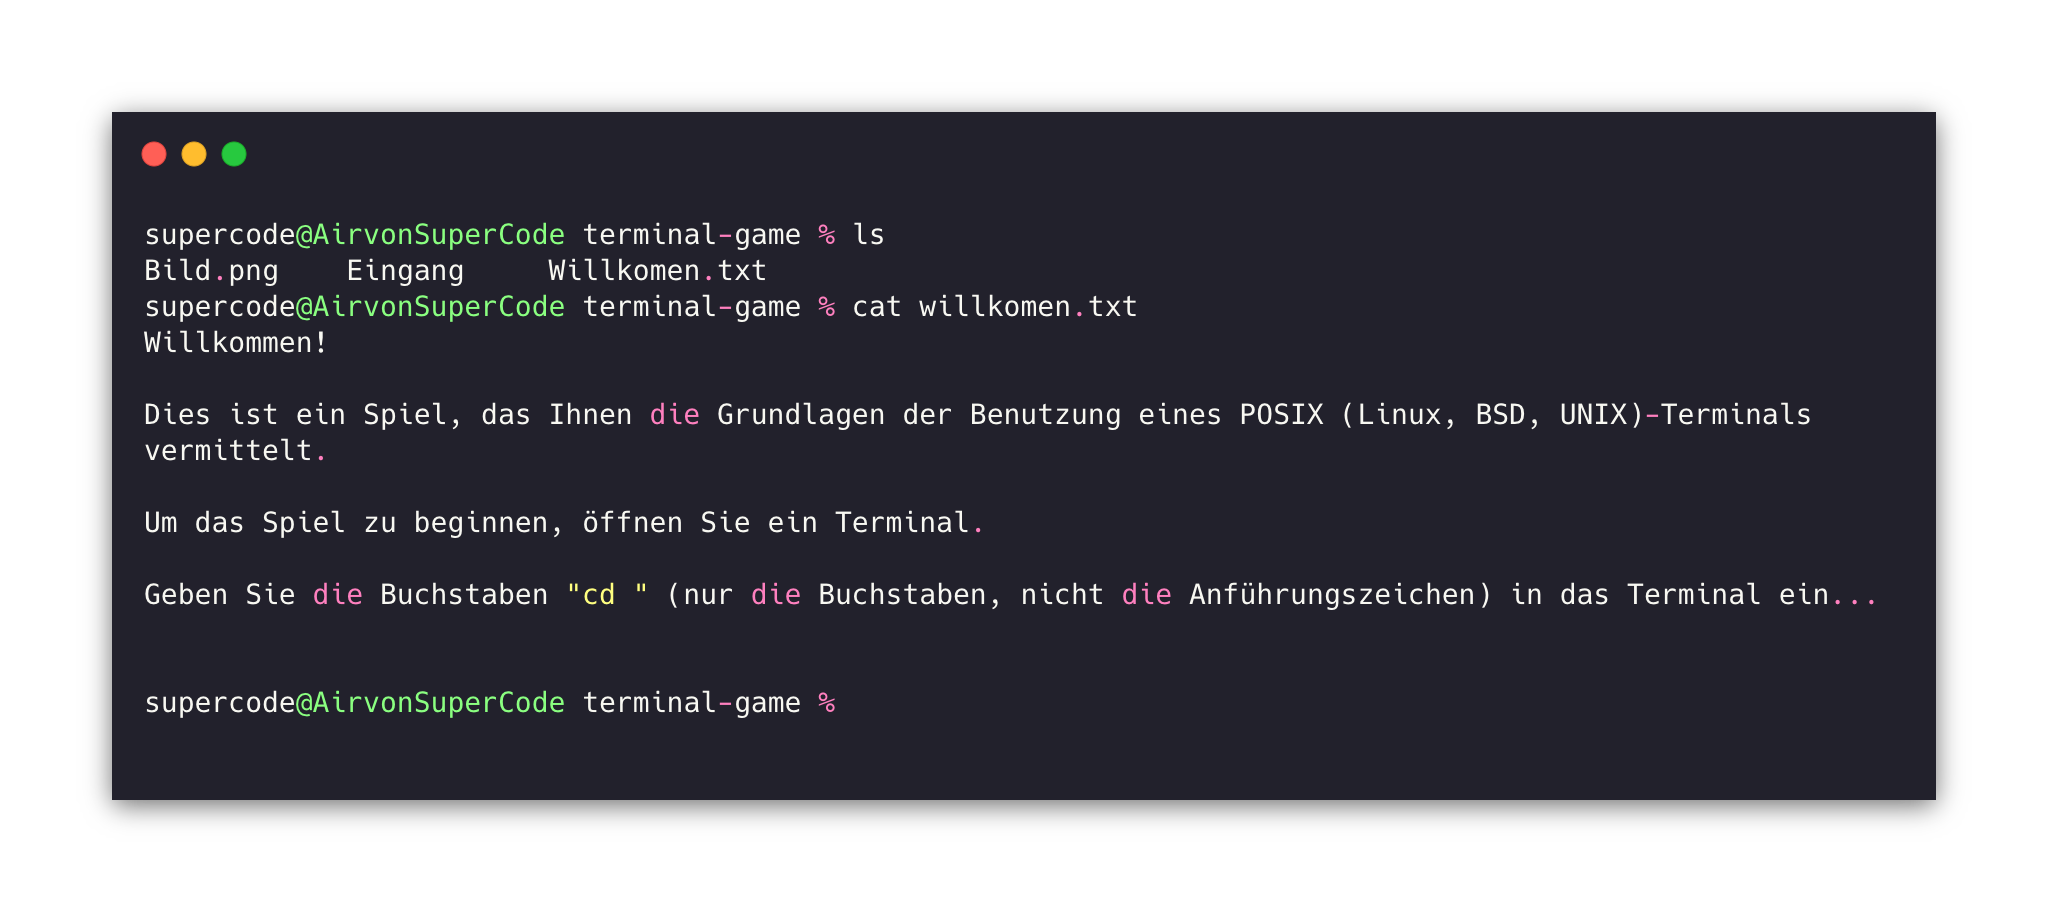 supercode@AirvonSuperCode terminal-game % ls
Bild.png    Eingang     Willkomen.txt
supercode@AirvonSuperCode terminal-game % cat willkomen.txt
Willkommen!
Dies ist ein Spiel, das Ihnen die Grundlagen der Benutzung eines POSIX (Linux, BSD, UNIX)-Terminals
vermittelt.
Um das Spiel zu beginnen, öffnen Sie ein Terminal.
Geben Sie die Buchstaben "cd " (nur die Buchstaben, nicht die Anführungszeichen) in das Terminal ein...
supercode@AirvonSuperCode terminal-game %